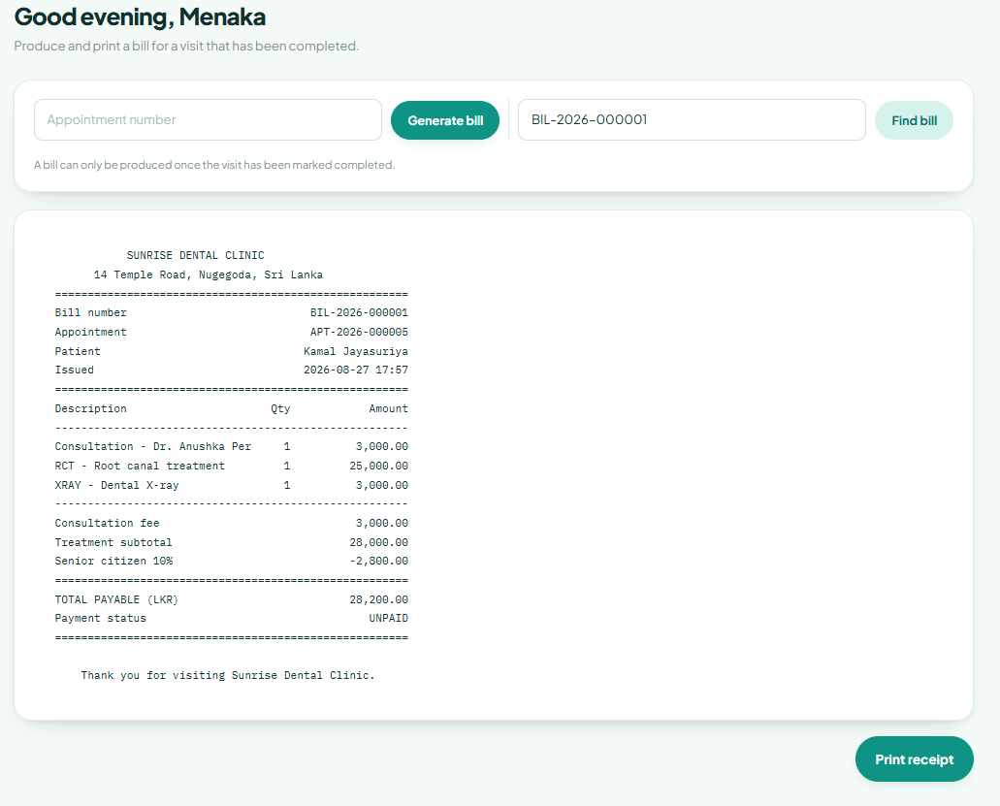 Good evening, Menaka
Produce and print a bill for a visit that has been completed.
Appointment number
Generate bill
BIL-2026-000001
Find bill
A bill can only be produced once the visit has been marked completed.
SUNRISE DENTAL CLINIC
14 Temple Road, Nugegoda, Sri Lanka
======================================================
Bill number BIL-2026-000001
Appointment APT-2026-000005
Patient Kamal Jayasuriya
Issued 2026-08-27 17:57
======================================================
Description Qty Amount
------------------------------------------------------
Consultation - Dr. Anushka Per 1 3,000.00
RCT - Root canal treatment 1 25,000.00
XRAY - Dental X-ray 1 3,000.00
------------------------------------------------------
Consultation fee 3,000.00
Treatment subtotal 28,000.00
Senior citizen 10% -2,800.00
======================================================
TOTAL PAYABLE (LKR) 28,200.00
Payment status UNPAID
======================================================
Thank you for visiting Sunrise Dental Clinic.
Print receipt